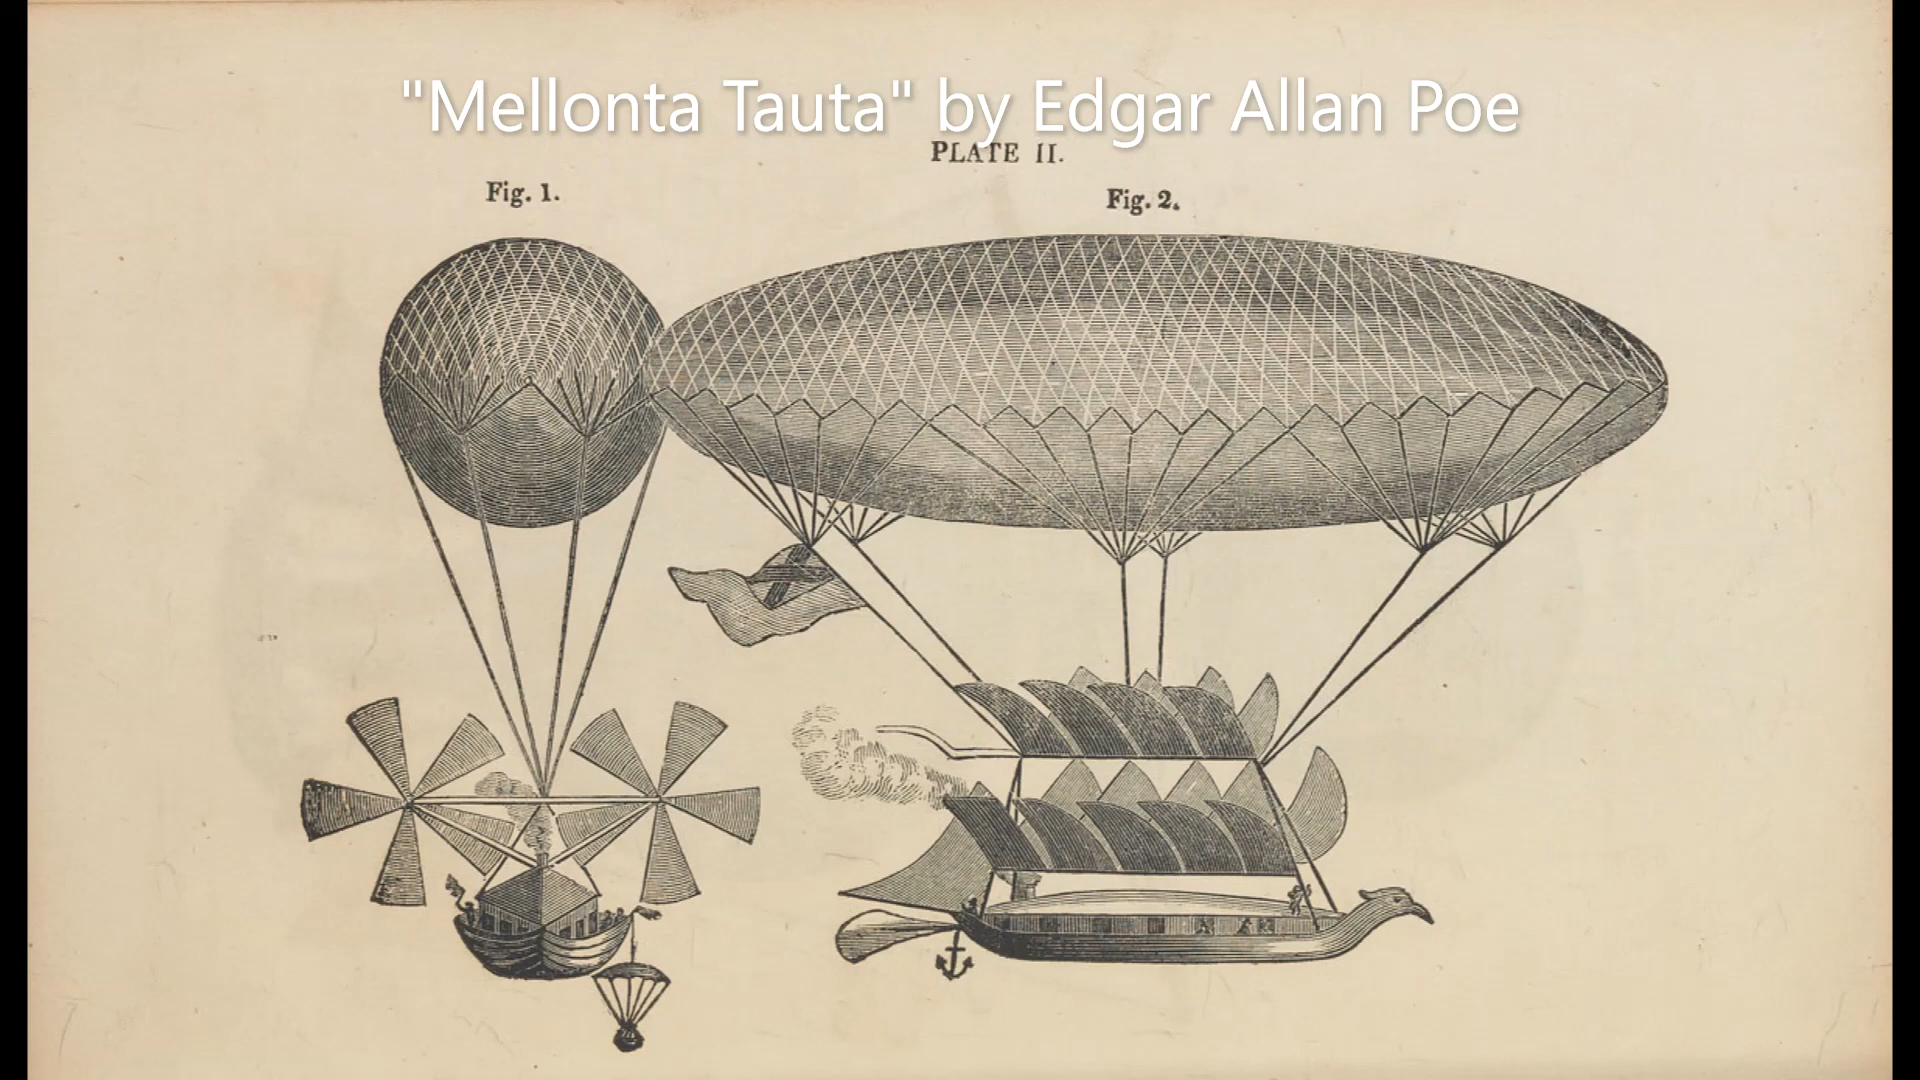 "Mellonta Tauta" by Edgar Allan Poe
PLATE II.
Fig. 1.
Fig. 2.